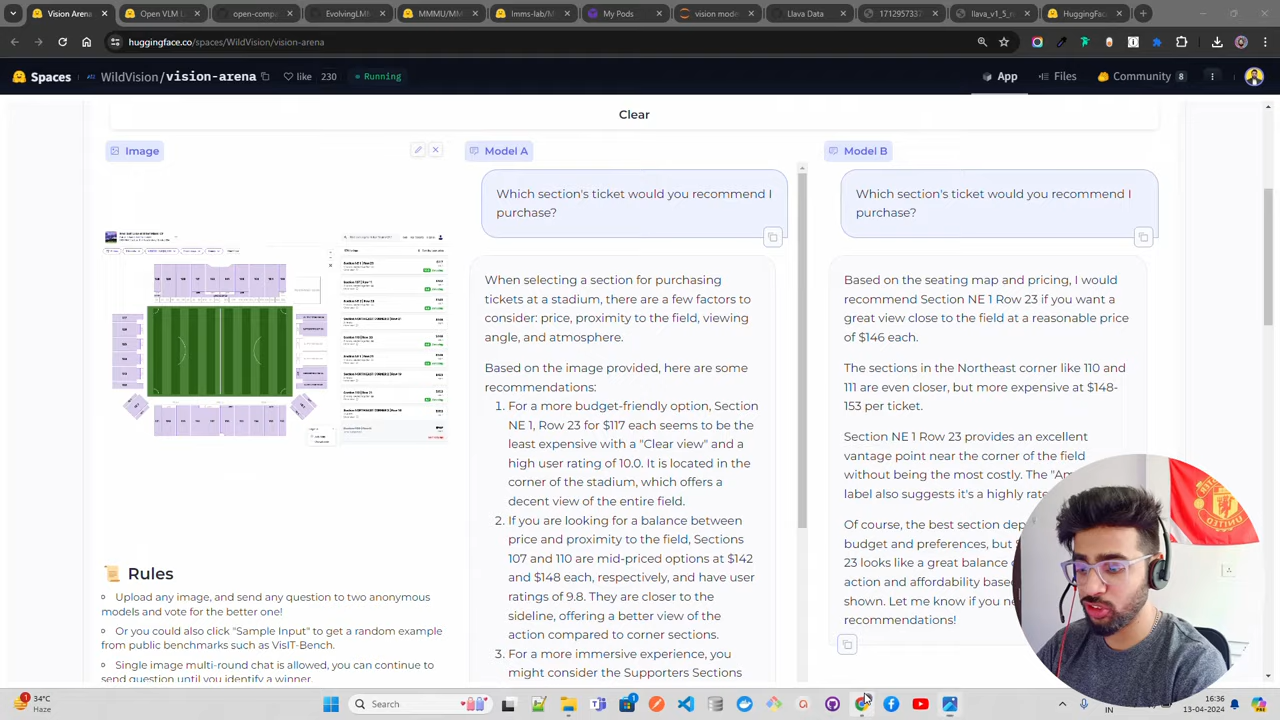 Vision Arena
Open VLM L
open-comp
EvolvingLMM
MMMU/MM
lmms-lab/M
My Pods
vision mode
Llava Data
1712957337
llava_v1_5_
HuggingFac
huggingface.co/spaces/WildVision/vision-arena
Spaces
WildVision/vision-arena
like
230
Running
App
Files
Community
8
Clear
Image
Model A
Model B
Which section's ticket would you recommend I
purchase?
When selecting a section for purchasing
tickets at a stadium, there are a few factors to
consider: price, proximity to the field, viewing
angle, and atmosphere.
Based on the image provided, here are some
recommendations:
1. For a more budget-friendly option, Section
NE 1, Row 23 for $ each seems to be the
least expensive with a "Clear view" and a
high user rating of 10.0. It is located in the
corner of the stadium, which offers a
decent view of the entire field.
2. If you are looking for a balance between
price and proximity to the field, Sections
107 and 110 are mid-priced options at $142
and $148 each, respectively, and have user
ratings of 9.8. They are closer to the
sideline, offering a better view of the
action compared to corner sections.
3. For a more immersive experience, you
might consider the Supporters Sections
Which section's ticket would you recommend I
purchase?
Based on the seating map and pricing, I would
recommend Section NE 1 Row 23 if you want a
great view close to the field at a reasonable price
of $146 each.
The sections in the Northeast corner like 110 and
111 are even closer, but more expensive at $148-
153 per ticket.
Section NE 1 Row 23 provides an excellent
vantage point near the corner of the field
without being the most costly. The "Am
label also suggests it's a highly rate
Of course, the best section dep
budget and preferences, but S
23 looks like a great balance o
action and affordability base
shown. Let me know if you ne
recommendations!
Rules
Upload any image, and send any question to two anonymous
models and vote for the better one!
Or you could also click "Sample Input" to get a random example
from public benchmarks such as VisIT-Bench.
Single image multi-round chat is allowed, you can continue to
send question until you identify a winner.
UNITED
34°C
Haze
Search
IN
16:36
13-04-2024